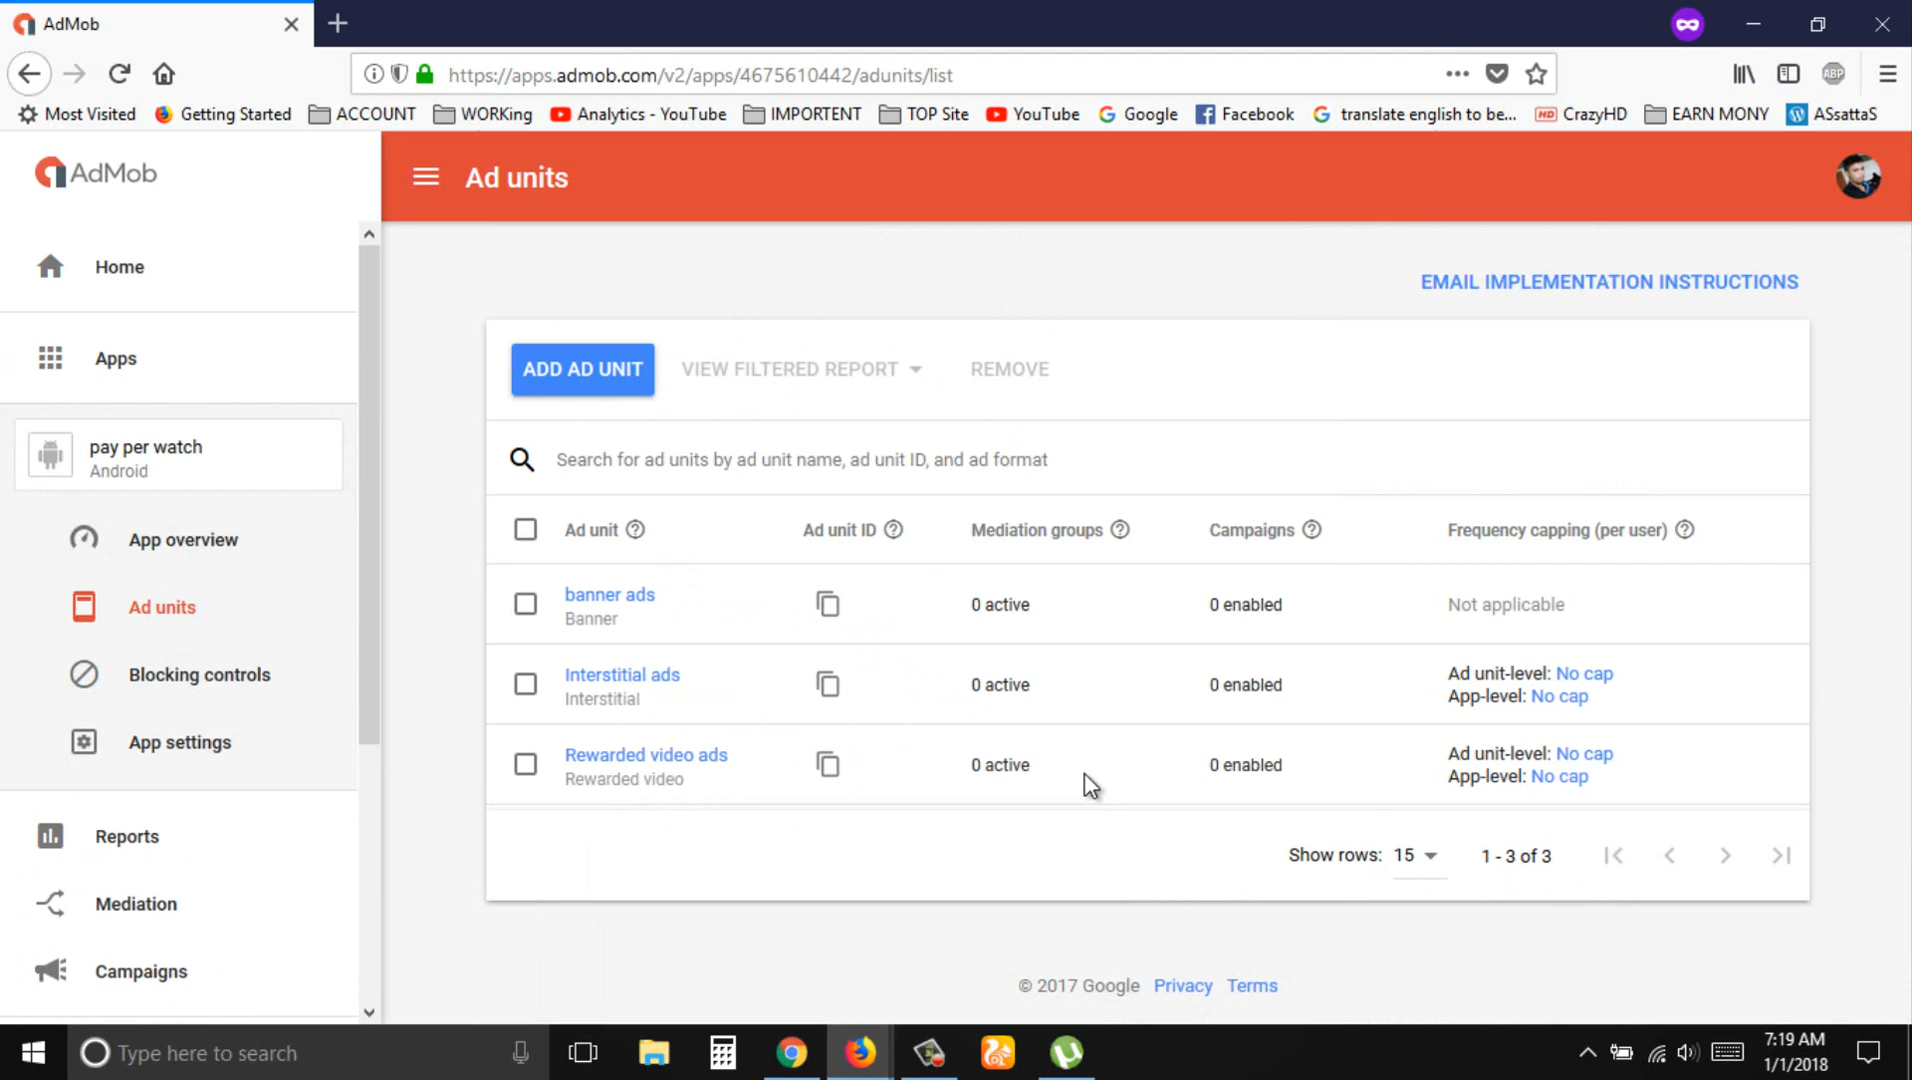 AdMob
https://apps.admob.com/v2/apps/4675610442/adunits/list
ABP
Most Visited
Getting Started
ACCOUNT
WORKing
Analytics - YouTube
IMPORTENT
TOP Site
YouTube
Google
Facebook
translate english to be...
HD CrazyHD
EARN MONY
ASsattaS
AdMob
Ad units
Home
Apps
pay per watch
Android
App overview
Ad units
Blocking controls
App settings
Reports
Mediation
Campaigns
EMAIL IMPLEMENTATION INSTRUCTIONS
ADD AD UNIT
VIEW FILTERED REPORT
REMOVE
Search for ad units by ad unit name, ad unit ID, and ad format
Ad unit
Ad unit ID
Mediation groups
Campaigns
Frequency capping (per user)
banner ads
Banner
0 active
0 enabled
Not applicable
Interstitial ads
Interstitial
0 active
0 enabled
Ad unit-level: No cap
App-level: No cap
Rewarded video ads
Rewarded video
0 active
0 enabled
Ad unit-level: No cap
App-level: No cap
Show rows: 15
1 - 3 of 3
© 2017 Google Privacy Terms
Type here to search
7:19 AM
1/1/2018